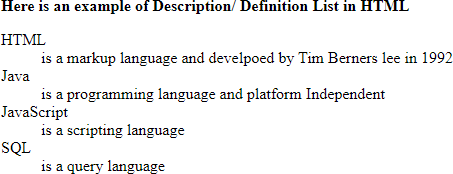 Here is an example of Description/ Definition List in HTML
HTML
is a markup language and develpoed by Tim Berners lee in 1992
Java
is a programming language and platform Independent
JavaScript
is a scripting language
SQL
is a query language